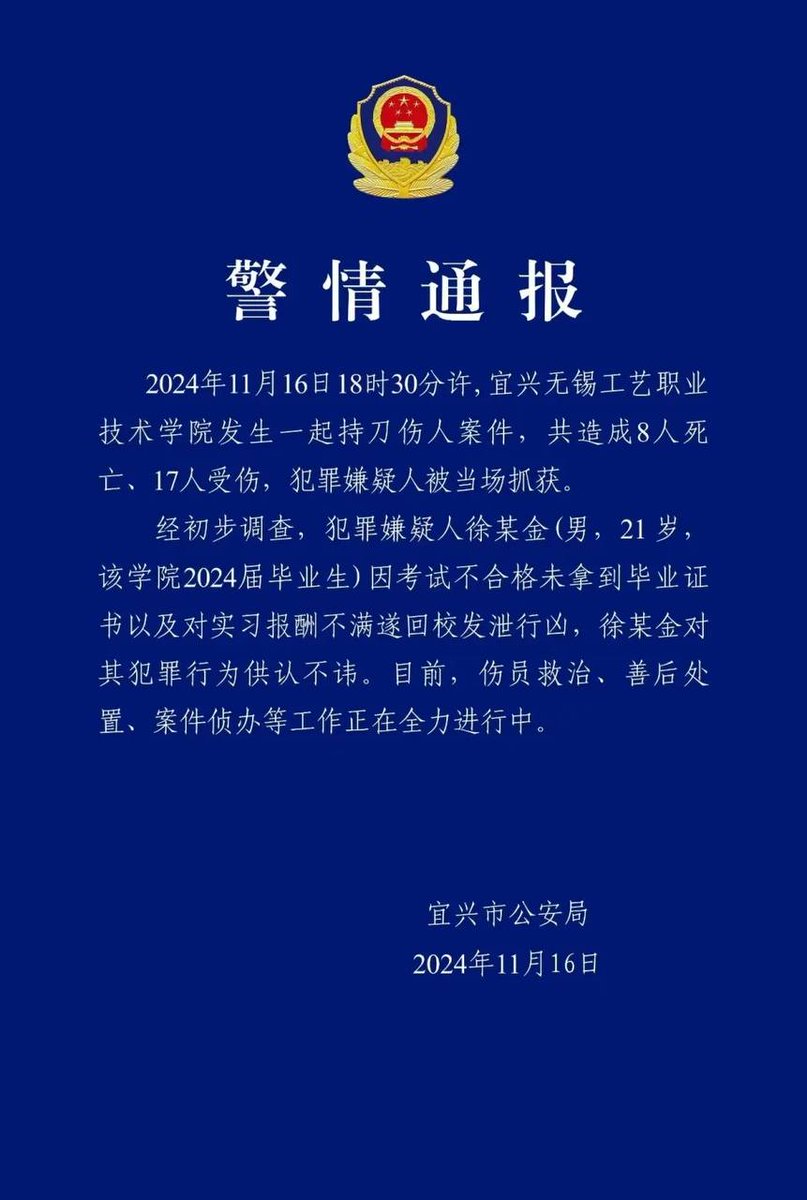 警情通报
2024年11月16日18时30分许,宜兴无锡工艺职业
技术学院发生一起持刀伤人案件，共造成8人死
亡、17人受伤，犯罪嫌疑人被当场抓获。
经初步调查，犯罪嫌疑人徐某金(男，21岁，
该学院2024届毕业生)因考试不合格未拿到毕业证
书以及对实习报酬不满遂回校发泄行凶，徐某金对
其犯罪行为供认不讳。目前，伤员救治、善后处
置、案件侦办等工作正在全力进行中。
宜兴市公安局
2024年11月16日